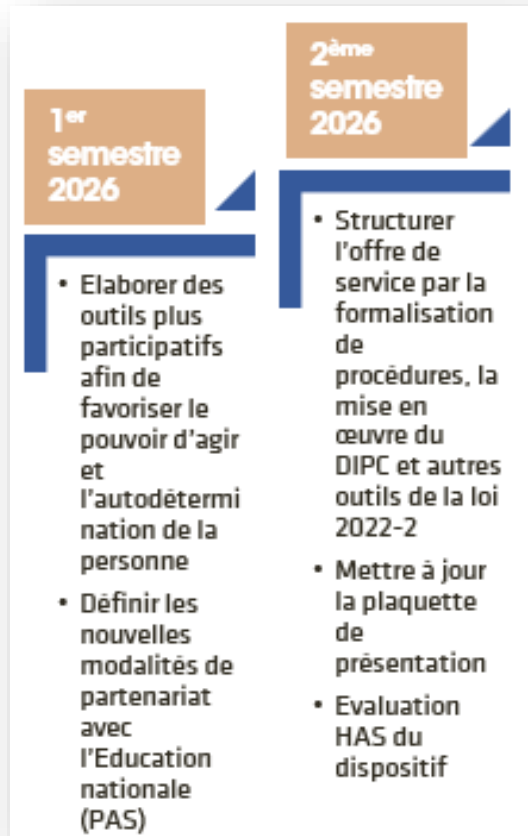 1er
semestre
2026
• Elaborer des
outils plus
participatifs
afin de
favoriser le
pouvoir d'agir
et
l'autodétermi
nation de la
personne
• Définir les
nouvelles
modalités de
partenariat
avec
l'Education
nationale
(PAS)
2ème
semestre
2026
• Structurer
l'offre de
service par la
formalisation
de
procédures, la
mise en
œuvre du
DIPC et autres
outils de la loi
2022-2
• Mettre à jour
la plaquette
de
présentation
• Evaluation
HAS du
dispositif